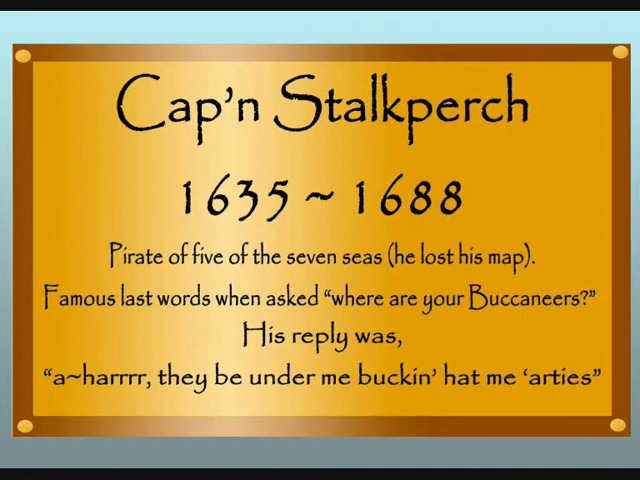 Cap'n Stalkperch
1635 ~ 1688
Pirate of five of the seven seas (he lost his map).
Famous last words when asked “where are your Buccaneers?”
His reply was,
“a~harrrr, they be under me buckin' hat me ‘arties”